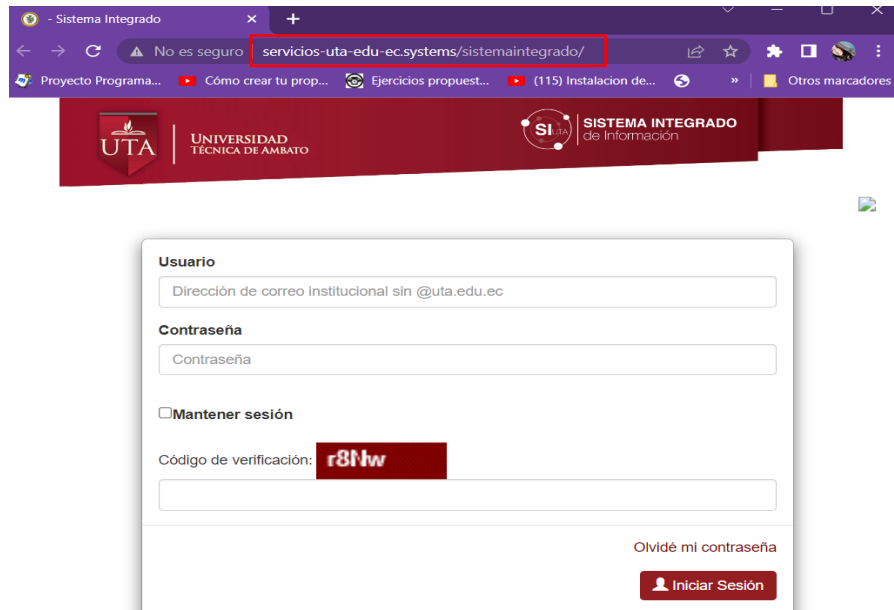 - Sistema Integrado
No es seguro servicios-uta-edu-ec.systems/sistemaintegrado/
Proyecto Programa... Cómo crear tu prop... Ejercicios propuest... (115) Instalacion de... » Otros marcadores
UTA UNIVERSIDAD TÉCNICA DE AMBATO
SIUTA SISTEMA INTEGRADO
de Información
Usuario
Dirección de correo institucional sin @uta.edu.ec
Contraseña
Contraseña
Mantener sesión
Código de verificación: r8Nw
Olvidé mi contraseña
Iniciar Sesión